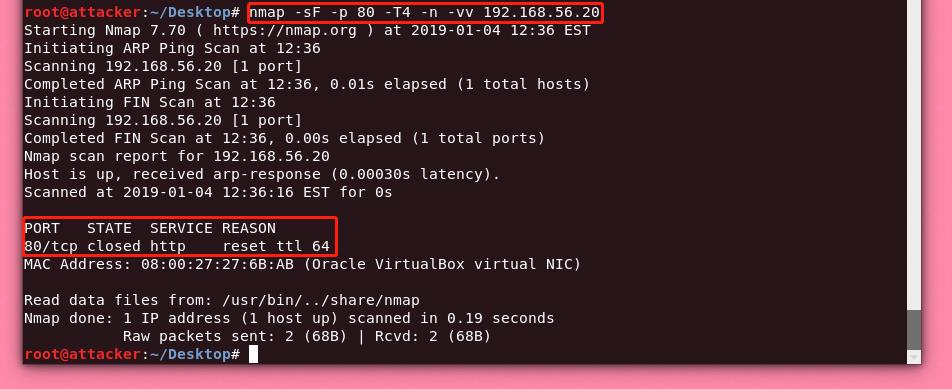 root@attacker:~/Desktop# nmap -sF -p 80 -T4 -n -vv 192.168.56.20
Starting Nmap 7.70 ( https://nmap.org ) at 2019-01-04 12:36 EST
Initiating ARP Ping Scan at 12:36
Scanning 192.168.56.20 [1 port]
Completed ARP Ping Scan at 12:36, 0.01s elapsed (1 total hosts)
Initiating FIN Scan at 12:36
Scanning 192.168.56.20 [1 port]
Completed FIN Scan at 12:36, 0.00s elapsed (1 total ports)
Nmap scan report for 192.168.56.20
Host is up, received arp-response (0.00030s latency).
Scanned at 2019-01-04 12:36:16 EST for 0s
PORT   STATE  SERVICE REASON
80/tcp closed http    reset ttl 64
MAC Address: 08:00:27:27:6B:AB (Oracle VirtualBox virtual NIC)
Read data files from: /usr/bin/../share/nmap
Nmap done: 1 IP address (1 host up) scanned in 0.19 seconds
           Raw packets sent: 2 (68B) | Rcvd: 2 (68B)
root@attacker:~/Desktop#